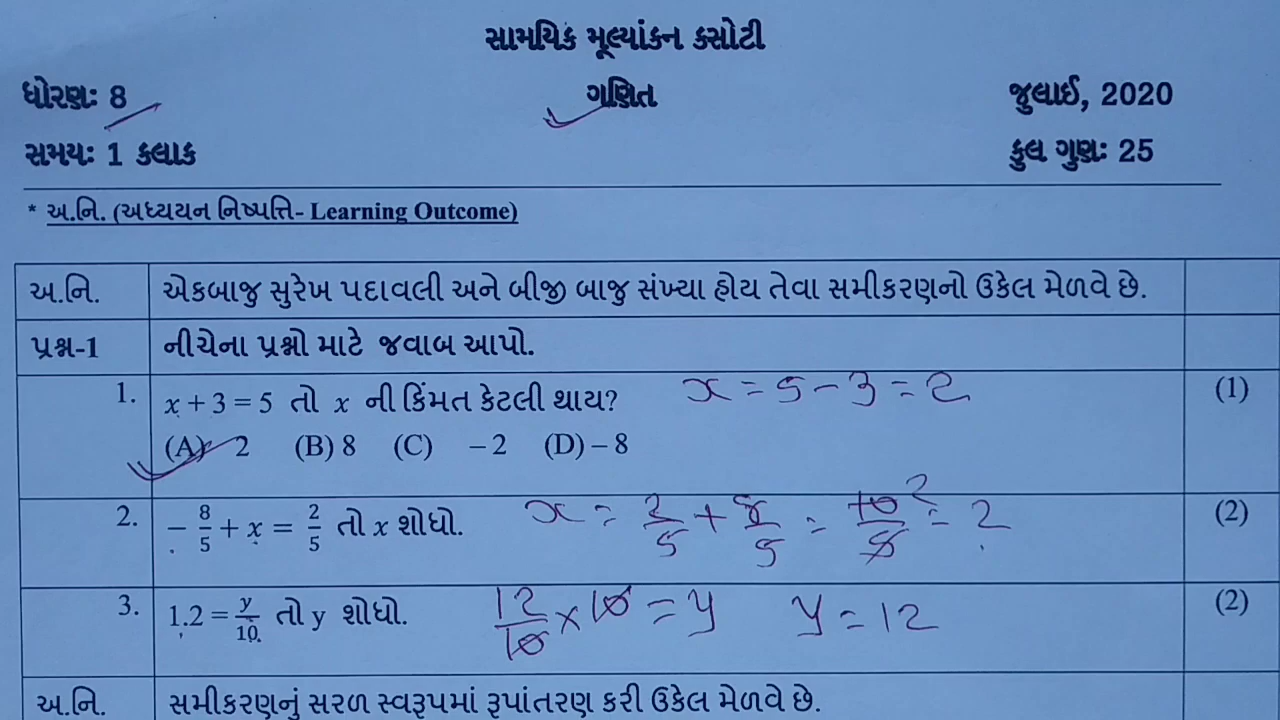 સામયિક મૂલ્યાંકન કસોટી
ધોરણઃ 8 ગણિત જુલાઈ, 2020
સમયઃ 1 કલાક કુલ ગુણઃ 25
* અ.નિ. (અધ્યયન નિષ્પત્તિ- Learning Outcome)
અ.નિ. એકબાજુ સુરેખ પદાવલી અને બીજી બાજુ સંખ્યા હોય તેવા સમીકરણનો ઉકેલ મેળવે છે.
પ્રશ્ન-1 નીચેના પ્રશ્નો માટે જવાબ આપો.
1. x + 3 = 5 તો x ની કિંમત કેટલી થાય? x = 5 - 3 = 2 (1)
(A) 2 (B) 8 (C) – 2 (D) – 8
2. – 8/5 + x = 2/5 તો x શોધો. x = 2/5 + 8/5 = 10/5 2 = 2 (2)
3. 1.2 = y/10 તો y શોધો. 12/10 × 10 = y y = 12 (2)
અ.નિ. સમીકરણનું સરળ સ્વરૂપમાં રૂપાંતરણ કરી ઉકેલ મેળવે છે.